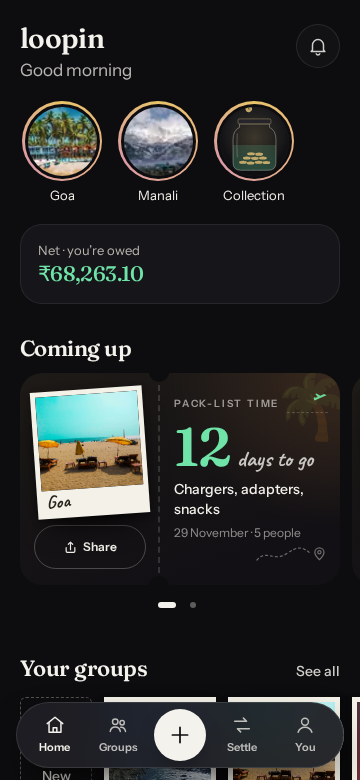 loopin
Good morning
Goa
Manali
Collection
Net · you're owed
₹68,263.10
Coming up
PACK-LIST TIME
12 days to go
Chargers, adapters,
snacks
29 November · 5 people
Goa
Share
Your groups
See all
New
Home
Groups
Settle
You